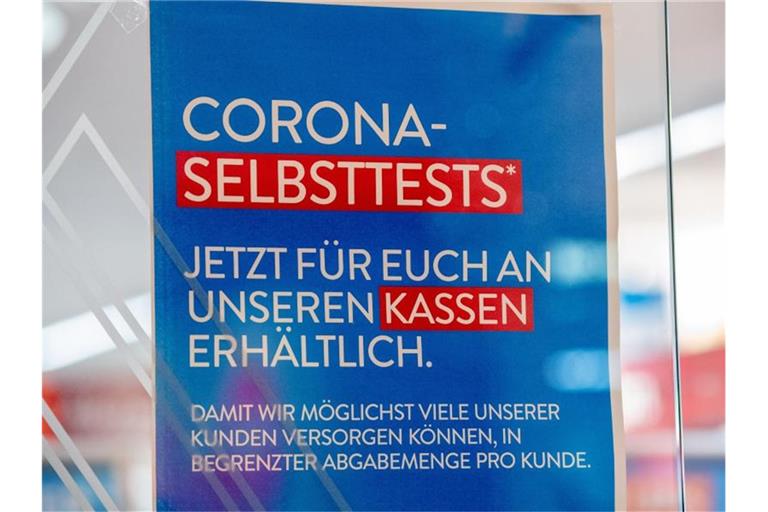 CORONA-
SELBSTTESTS*
JETZT FÜR EUCH AN
UNSEREN KASSEN
ERHÄLTLICH.
DAMIT WIR MÖGLICHST VIELE UNSERER
KUNDEN VERSORGEN KÖNNEN, IN
BEGRENZTER ABGABEMENGE PRO KUNDE.